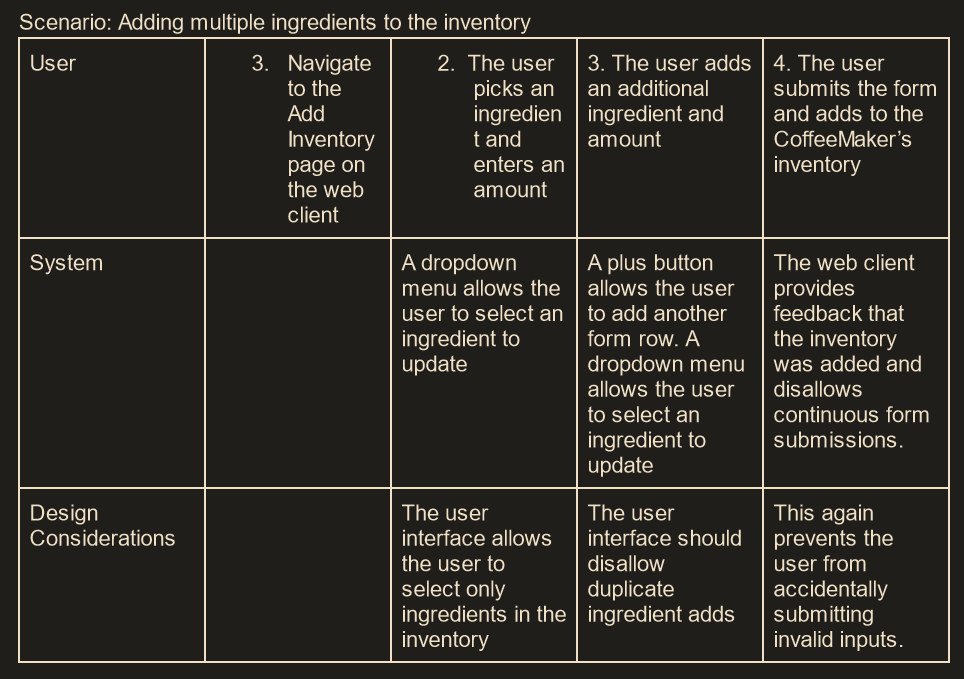 Scenario: Adding multiple ingredients to the inventory
User
3. Navigate
to the
Add
Inventory
page on
the web
client
2. The user
picks an
ingredien
t and
enters an
amount
3. The user adds
an additional
ingredient and
amount
4. The user
submits the form
and adds to the
CoffeeMaker’s
inventory
System
A dropdown
menu allows the
user to select an
ingredient to
update
A plus button
allows the user
to add another
form row. A
dropdown menu
allows the user
to select an
ingredient to
update
The web client
provides
feedback that
the inventory
was added and
disallows
continuous form
submissions.
Design
Considerations
The user
interface allows
the user to
select only
ingredients in the
inventory
The user
interface should
disallow
duplicate
ingredient adds
This again
prevents the
user from
accidentally
submitting
invalid inputs.